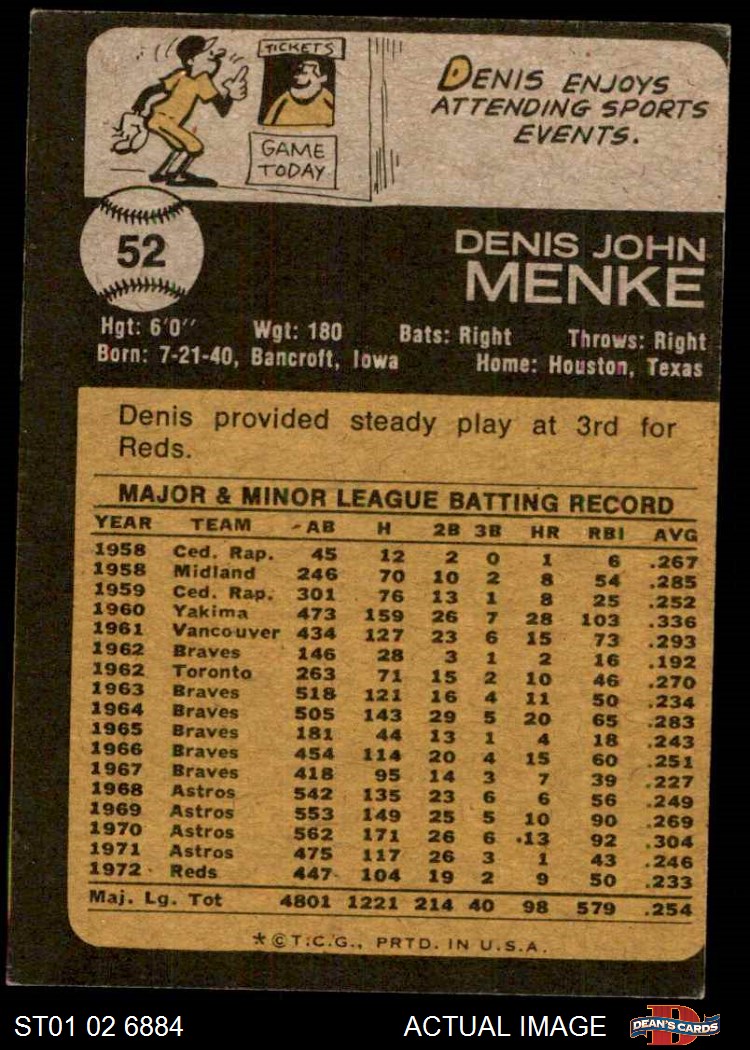 TICKETS
GAME
TODAY
DENIS ENJOYS
ATTENDING SPORTS
EVENTS.
52
DENIS JOHN
MENKE
Hgt: 6'0" Wgt: 180 Bats: Right Throws: Right
Born: 7-21-40, Bancroft, Iowa Home: Houston, Texas
Denis provided steady play at 3rd for
Reds.
MAJOR & MINOR LEAGUE BATTING RECORD
YEAR TEAM AB H 2B 3B HR RBI AVG
1958 Ced. Rap. 45 12 2 0 1 6 .267
1958 Midland 246 70 10 2 8 54 .285
1959 Ced. Rap. 301 76 13 1 8 25 .252
1960 Yakima 473 159 26 7 28 103 .336
1961 Vancouver 434 127 23 6 15 73 .293
1962 Braves 146 28 3 1 2 16 .192
1962 Toronto 263 71 15 2 10 46 .270
1963 Braves 518 121 16 4 11 50 .234
1964 Braves 505 143 29 5 20 65 .283
1965 Braves 181 44 13 1 4 18 .243
1966 Braves 454 114 20 4 15 60 .251
1967 Braves 418 95 14 3 7 39 .227
1968 Astros 542 135 23 6 6 56 .249
1969 Astros 553 149 25 5 10 90 .269
1970 Astros 562 171 26 6 13 92 .304
1971 Astros 475 117 26 3 1 43 .246
1972 Reds 447 104 19 2 9 50 .233
Maj. Lg. Tot 4801 1221 214 40 98 579 .254
*©T.C.G., PRTD. IN U.S.A.
ST01 02 6884 ACTUAL IMAGE
D
DEAN'S CARDS